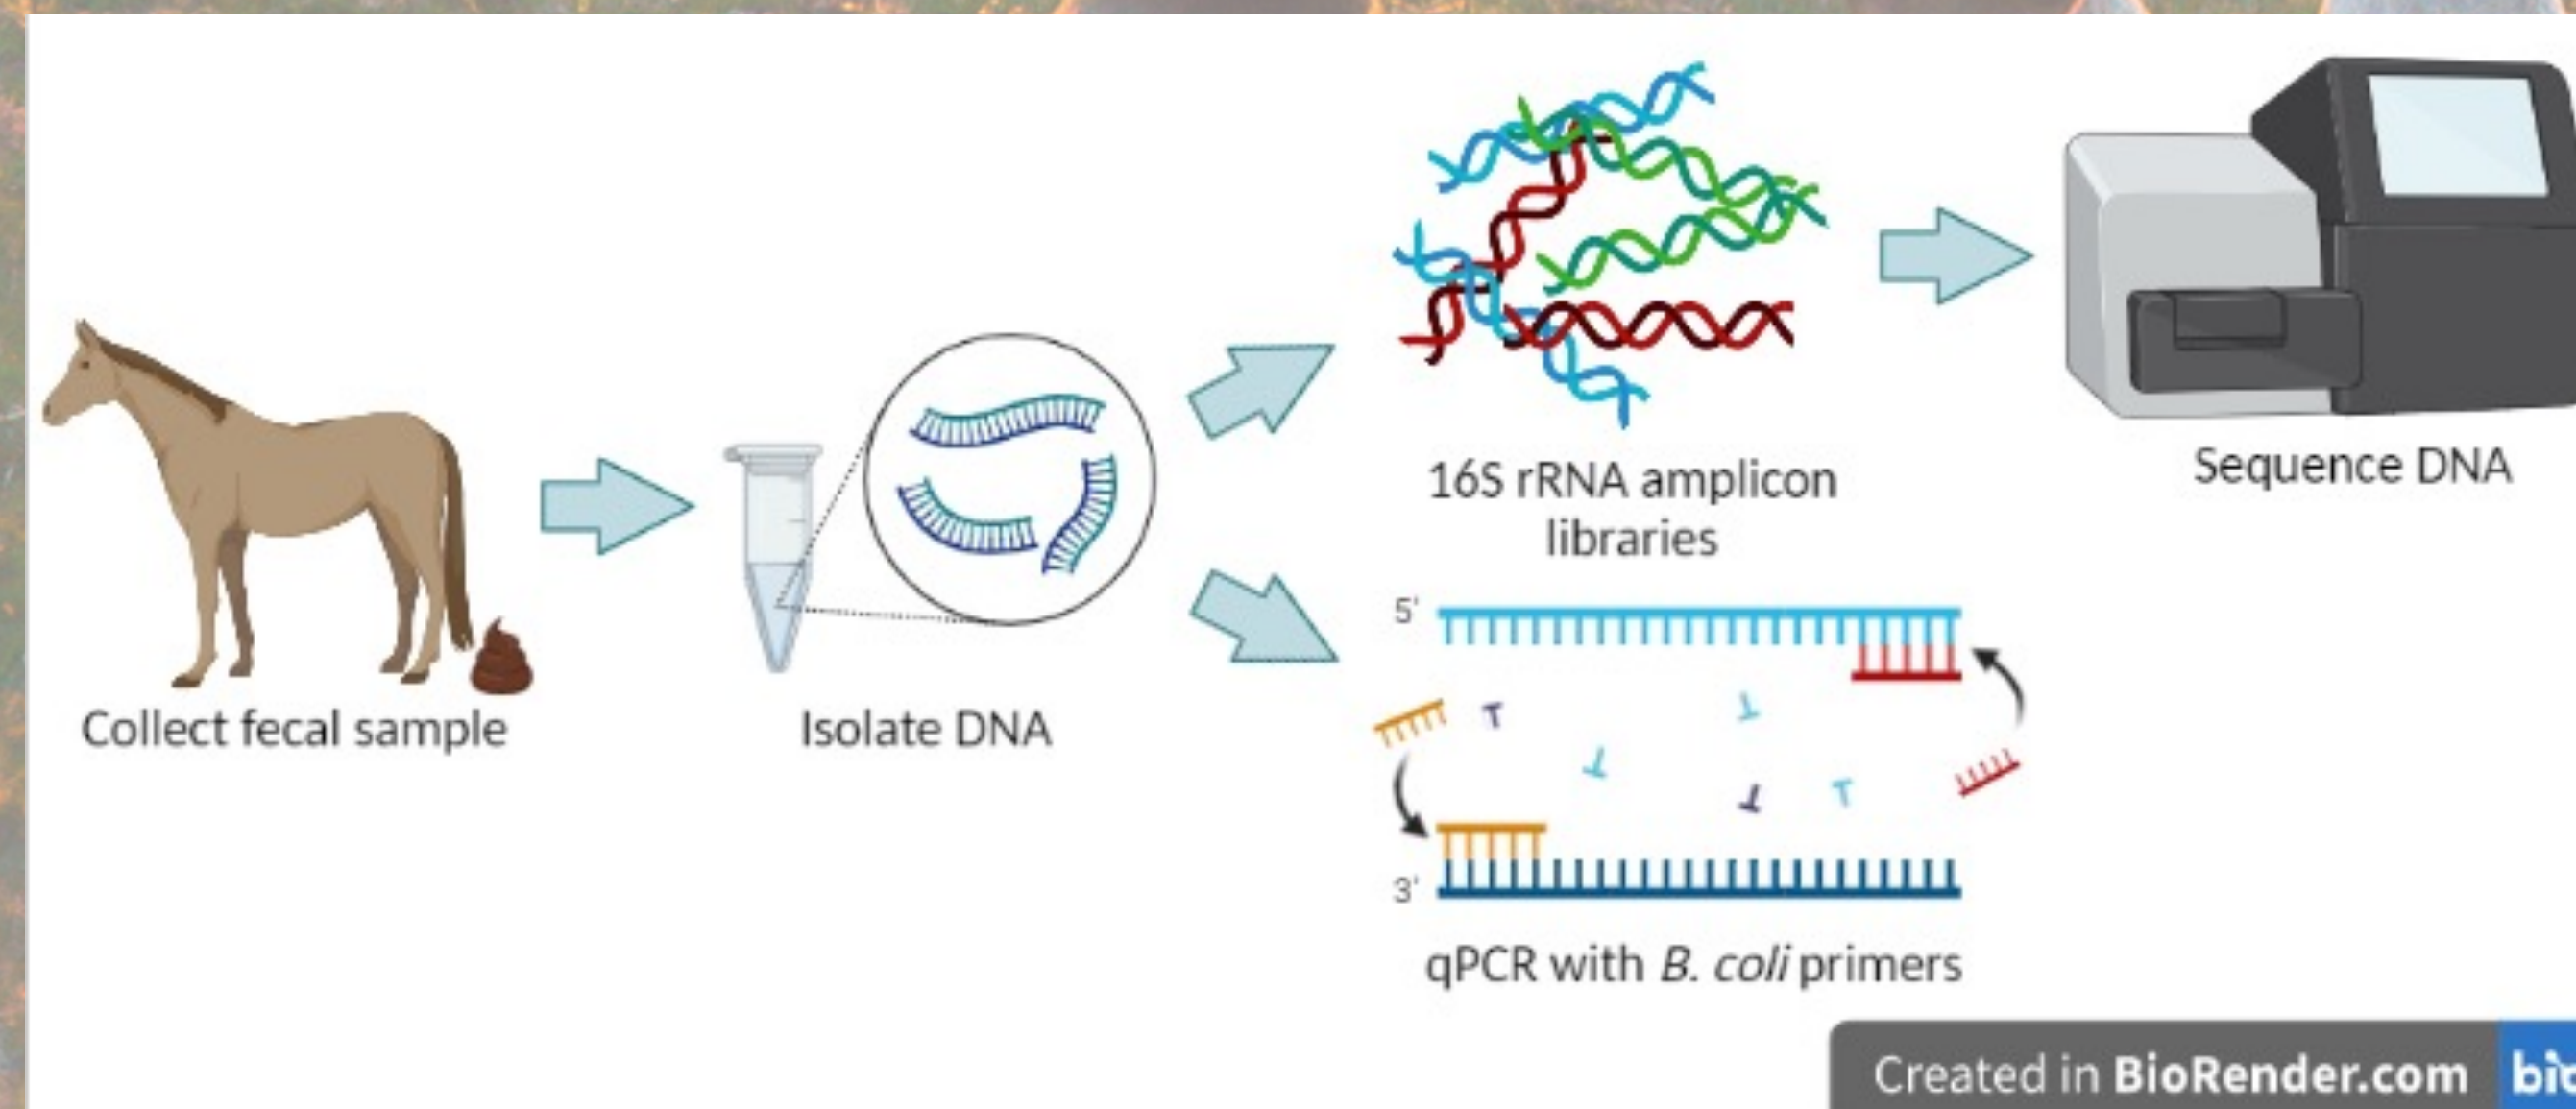 16S rRNA amplicon
libraries
Sequence DNA
5'
T
T
T
T
T
3'
Collect fecal sample
Isolate DNA
qPCR with B. coli primers
Created in BioRender.com